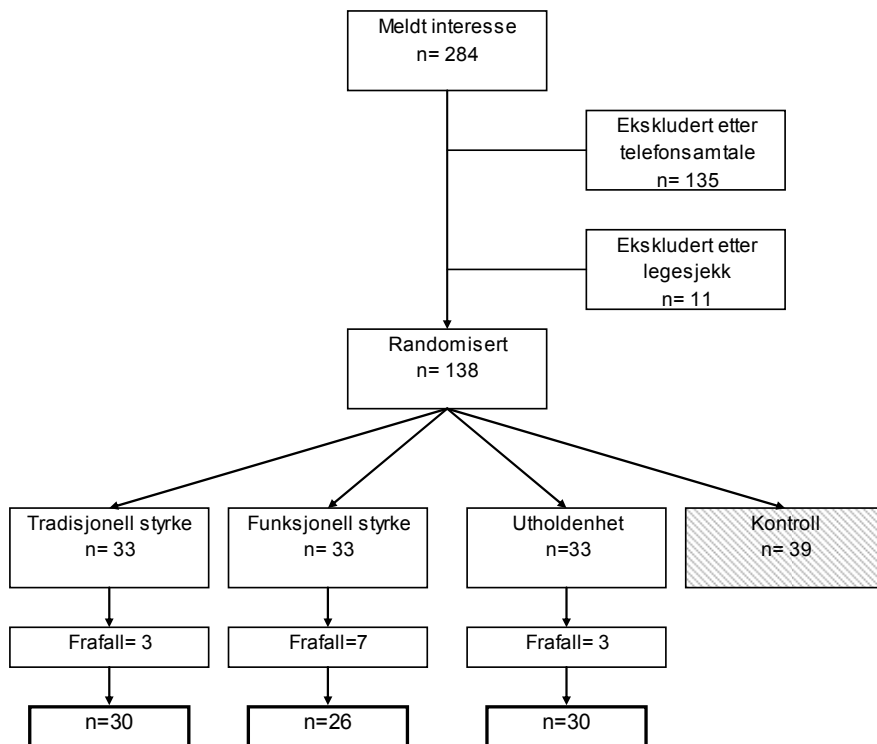 Meldt interesse
n= 284
Ekskludert etter
telefonsamtale
n= 135
Ekskludert etter
legesjekk
n= 11
Randomisert
n= 138
Tradisjonell styrke
n= 33
Funksjonell styrke
n= 33
Utholdenhet
n=33
Kontroll
n= 39
Frafall= 3
Frafall=7
Frafall= 3
n=30
n=26
n=30